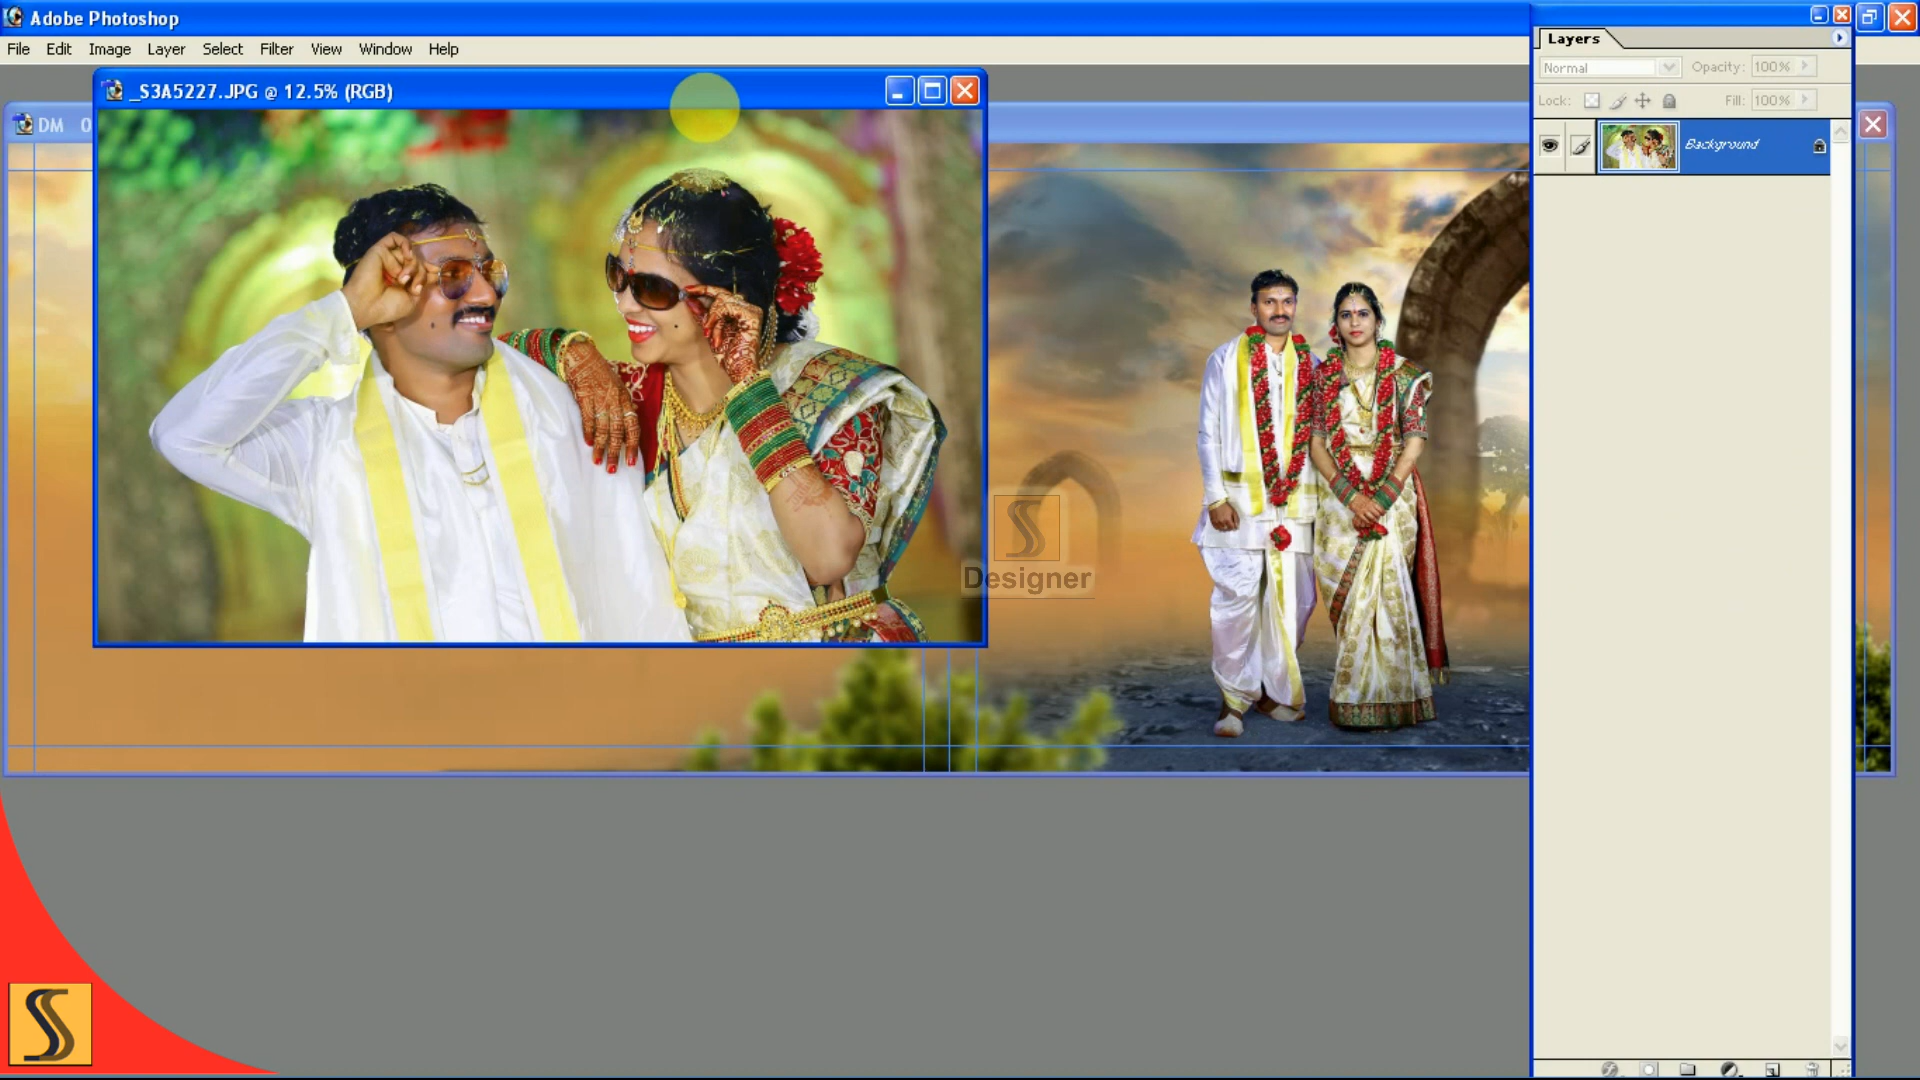 Adobe Photoshop
File Edit Image Layer Select Filter View Window Help
_S3A5227.JPG @ 12.5% (RGB)
DM 0
Designer
Layers
Normal Opacity: 100%
Lock: Fill: 100%
Background